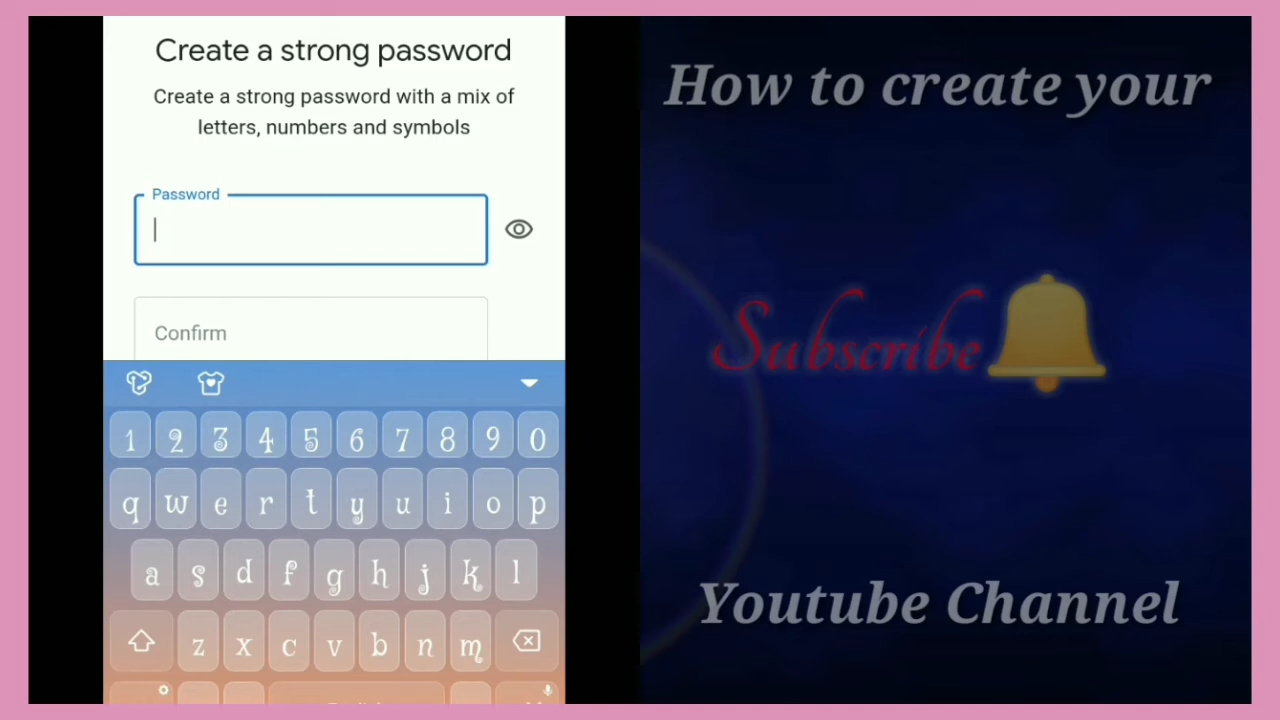 Create a strong password
Create a strong password with a mix of
letters, numbers and symbols
Password
Confirm
1 2 3 4 5 6 7 8 9 0
q w e r t y u i o p
a s d f g h j k l
z x c v b n m
How to create your
Subscribe
Youtube Channel